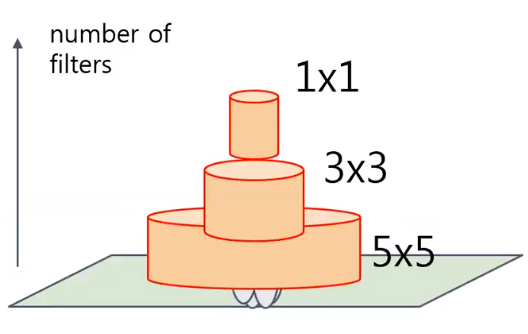 number of
filters
1x1
3x3
5x5